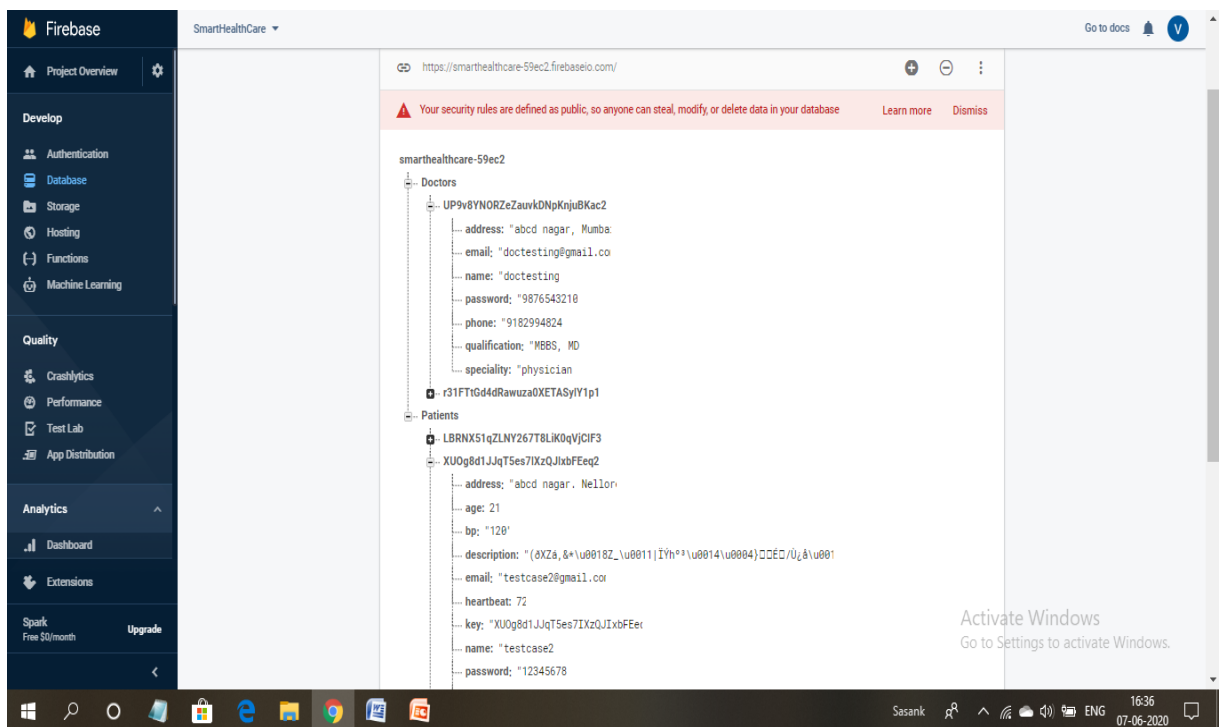 Firebase
SmartHealthCare
Go to docs
V
Project Overview
https://smarthealthcare-59ec2.firebaseio.com/
Your security rules are defined as public, so anyone can steal, modify, or delete data in your database
Learn more
Dismiss
Develop
Authentication
Database
Storage
Hosting
Functions
Machine Learning
Quality
Crashlytics
Performance
Test Lab
App Distribution
Analytics
Dashboard
Extensions
Spark
Free $0/month
Upgrade
smarthealthcare-59ec2
Doctors
UP9v8YNORZeZauvkDNpKnjuBKac2
address: "abcd nagar, Mumba
email: "doctesting@gmail.co
name: "doctesting
password: "9876543210
phone: "9182994824
qualification: "MBBS, MD
speciality: "physician
r31FTtGd4dRawuza0XETASylY1p1
Patients
LBRNX51qZLNY267T8LiK0qVjClF3
XUOg8d1JJqT5es7IXzQJIxbFEeq2
address: "abcd nagar. Nellor
age: 21
bp: "120"
description:
email: "testcase2@gmail.co
heartbeat: 72
key: "XUOg8d1JJqT5es7IXzQJIxbFEe
name: "testcase2
password: "12345678
Activate Windows
Go to Settings to activate Windows.
Sasank
ENG
16:36
07-06-2020